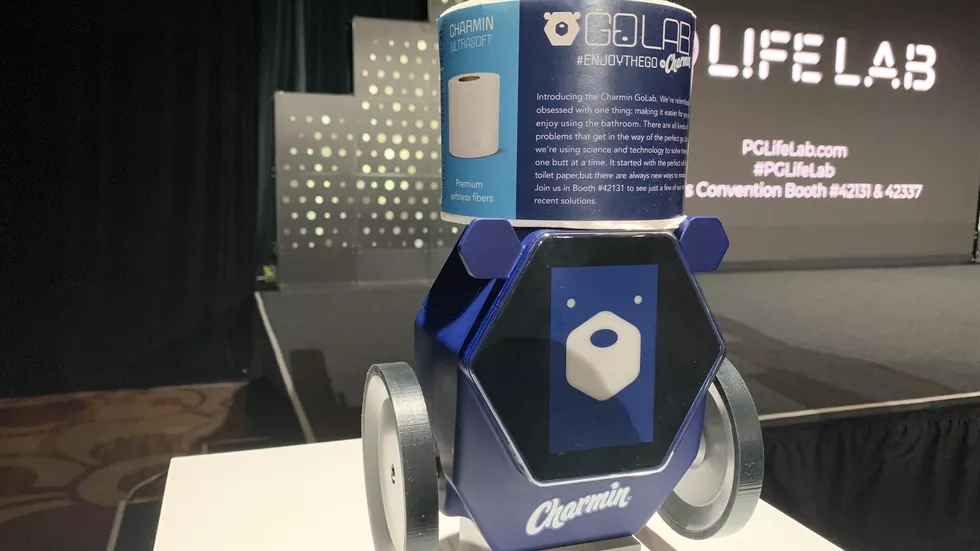 CHARMIN
ULTRASOFT
Premium
softness fibers
GOLAB
#ENJOYTHEGO by Charmin
Introducing the Charmin GoLab. We're
obsessed with one thing: making it easier
enjoy using the bathroom. There are all
problems that get in the way of the perfect
we're using science and technology to solve
one butt at a time. It started with the perfect
toilet paper, but there are always new ways to
Join us in Booth #42131 to see just a few of our
recent solutions.
LIFE LAB
PGLifeLab.com
#PGLifeLab
Convention Booth #42131 & 42337
Charmin